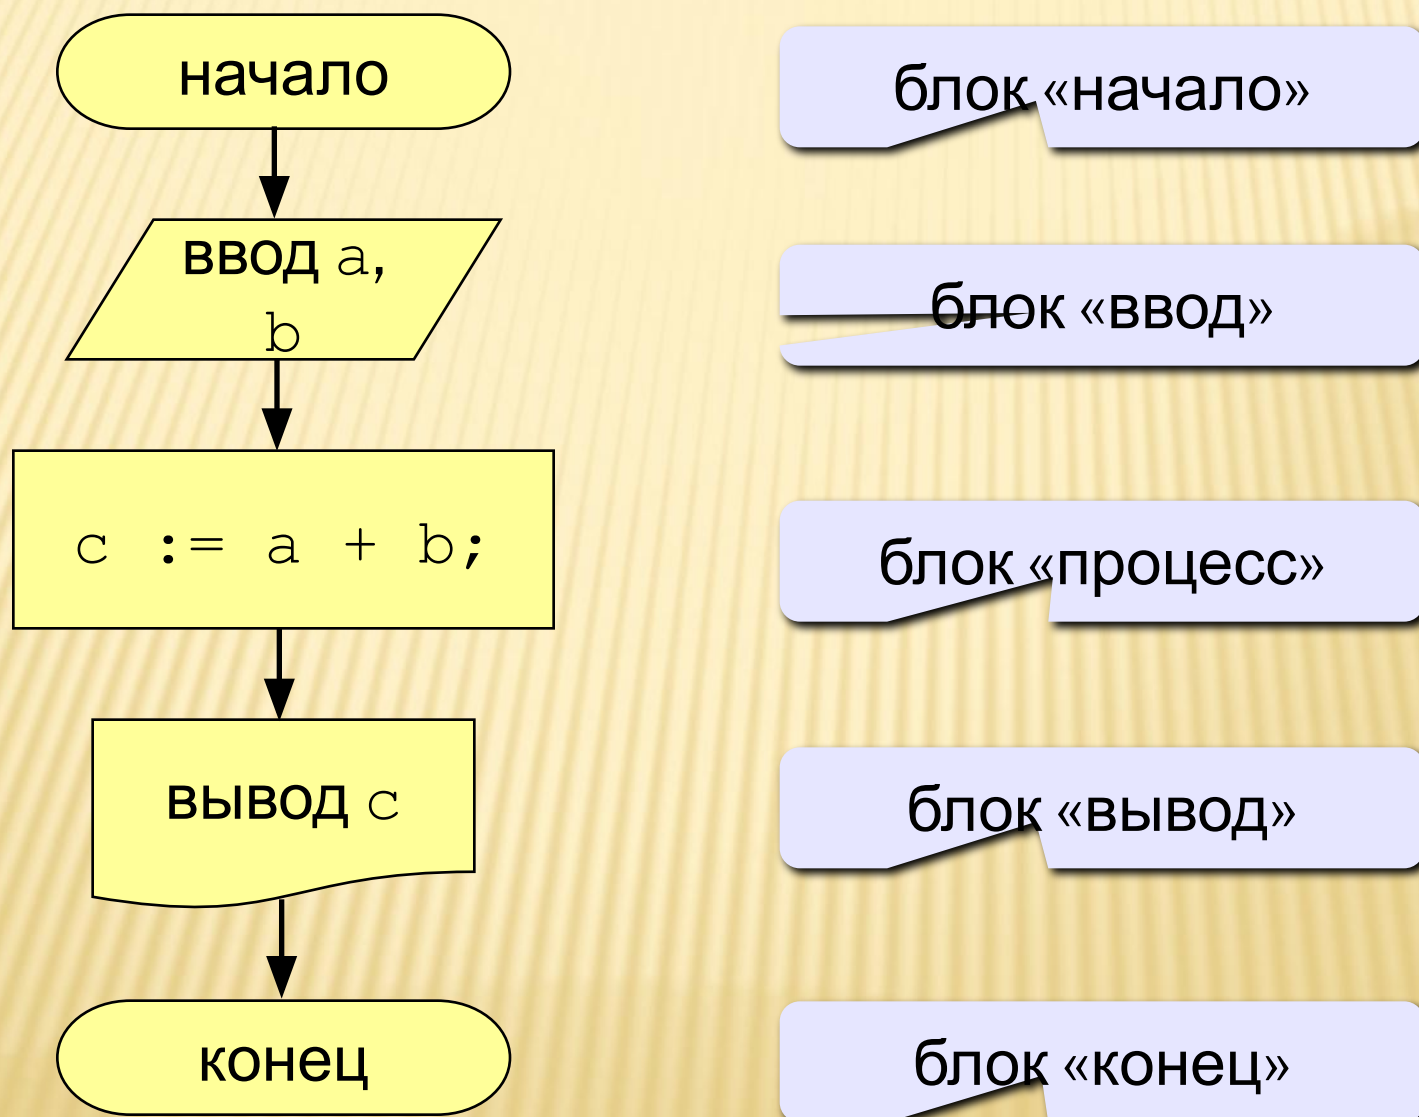 начало
блок «начало»
ввод a,
b
блок «ввод»
c := a + b;
блок «процесс»
вывод c
блок «вывод»
конец
блок «конец»